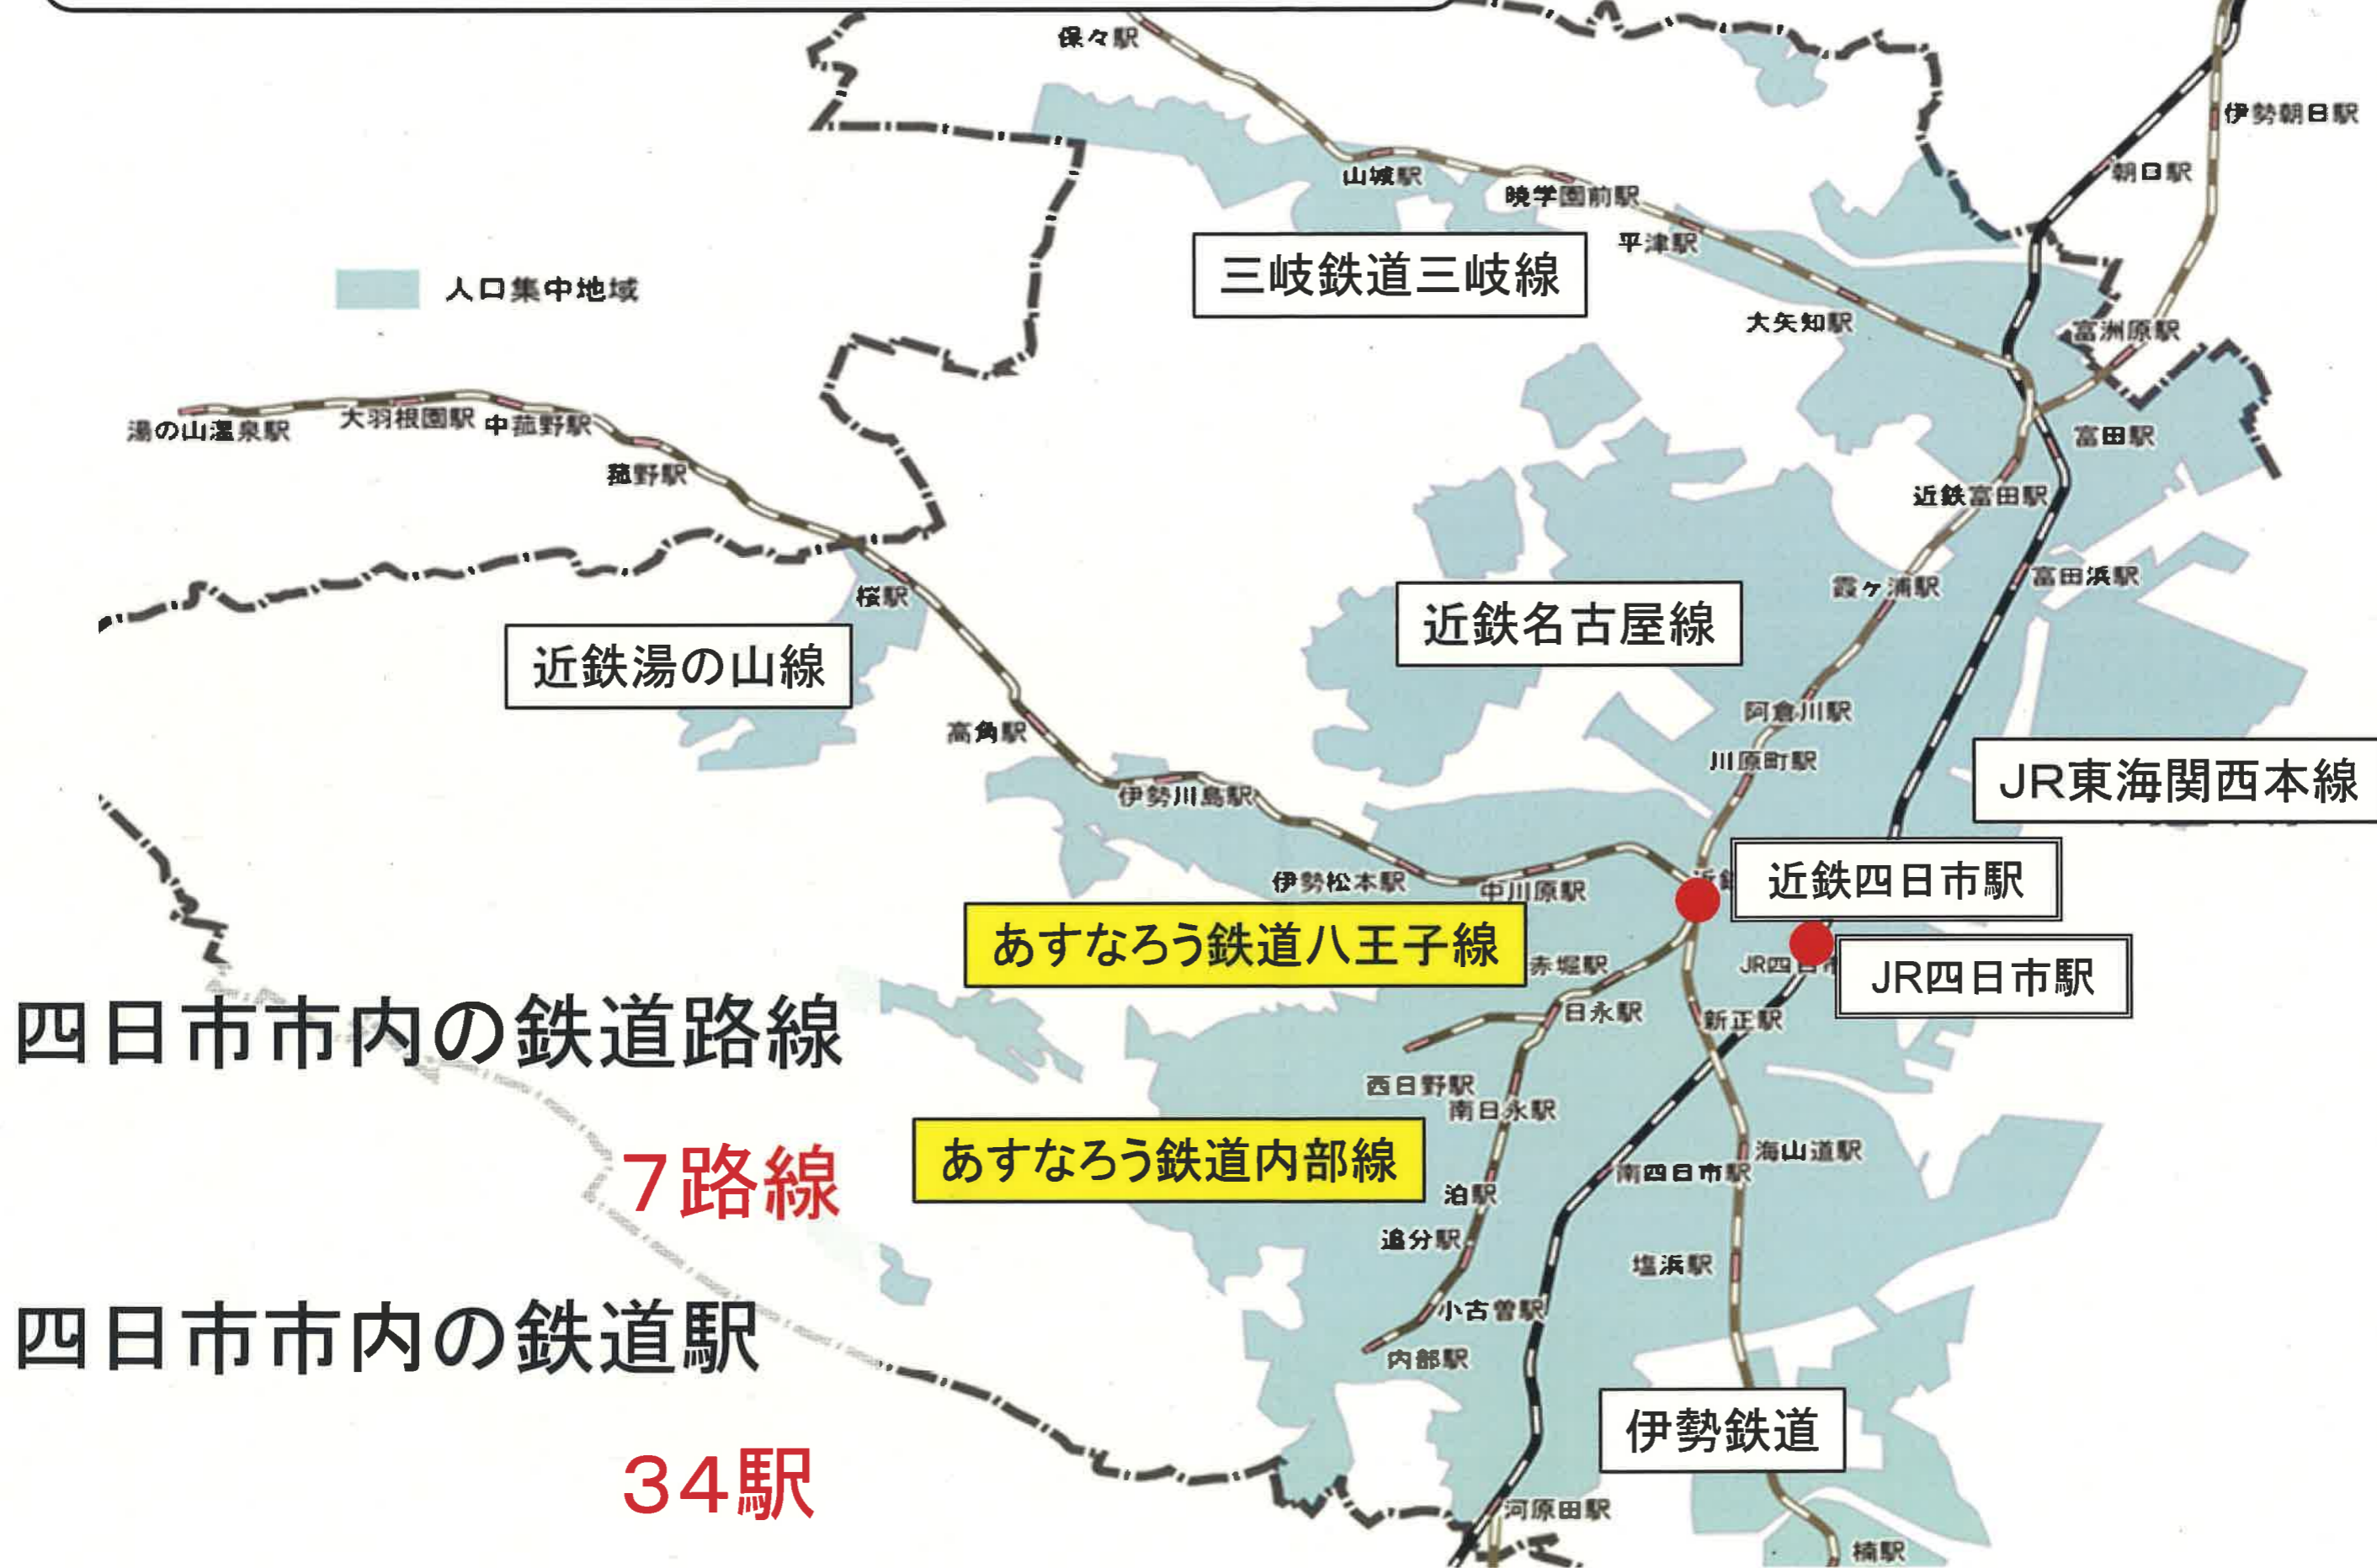 保々駅
伊勢朝日駅
朝日駅
山城駅
暁学園前駅
平津駅
三岐鉄道三岐線
人口集中地域
大矢知駅
富洲原駅
湯の山温泉駅
大羽根園駅
中菰野駅
菰野駅
富田駅
近鉄富田駅
桜駅
霞ヶ浦駅
富田浜駅
近鉄名古屋線
近鉄湯の山線
阿倉川駅
高角駅
川原町駅
JR東海関西本線
伊勢川島駅
伊勢松本駅
中川原駅
近鉄
近鉄四日市駅
あすなろう鉄道八王子線
赤堀駅
JR四日市
JR四日市駅
日永駅
新正駅
四日市市内の鉄道路線
西日野駅
南日永駅
7路線
あすなろう鉄道内部線
海山道駅
南四日市駅
泊駅
追分駅
塩浜駅
小古曽駅
四日市市内の鉄道駅
内部駅
伊勢鉄道
34駅
河原田駅
楠駅